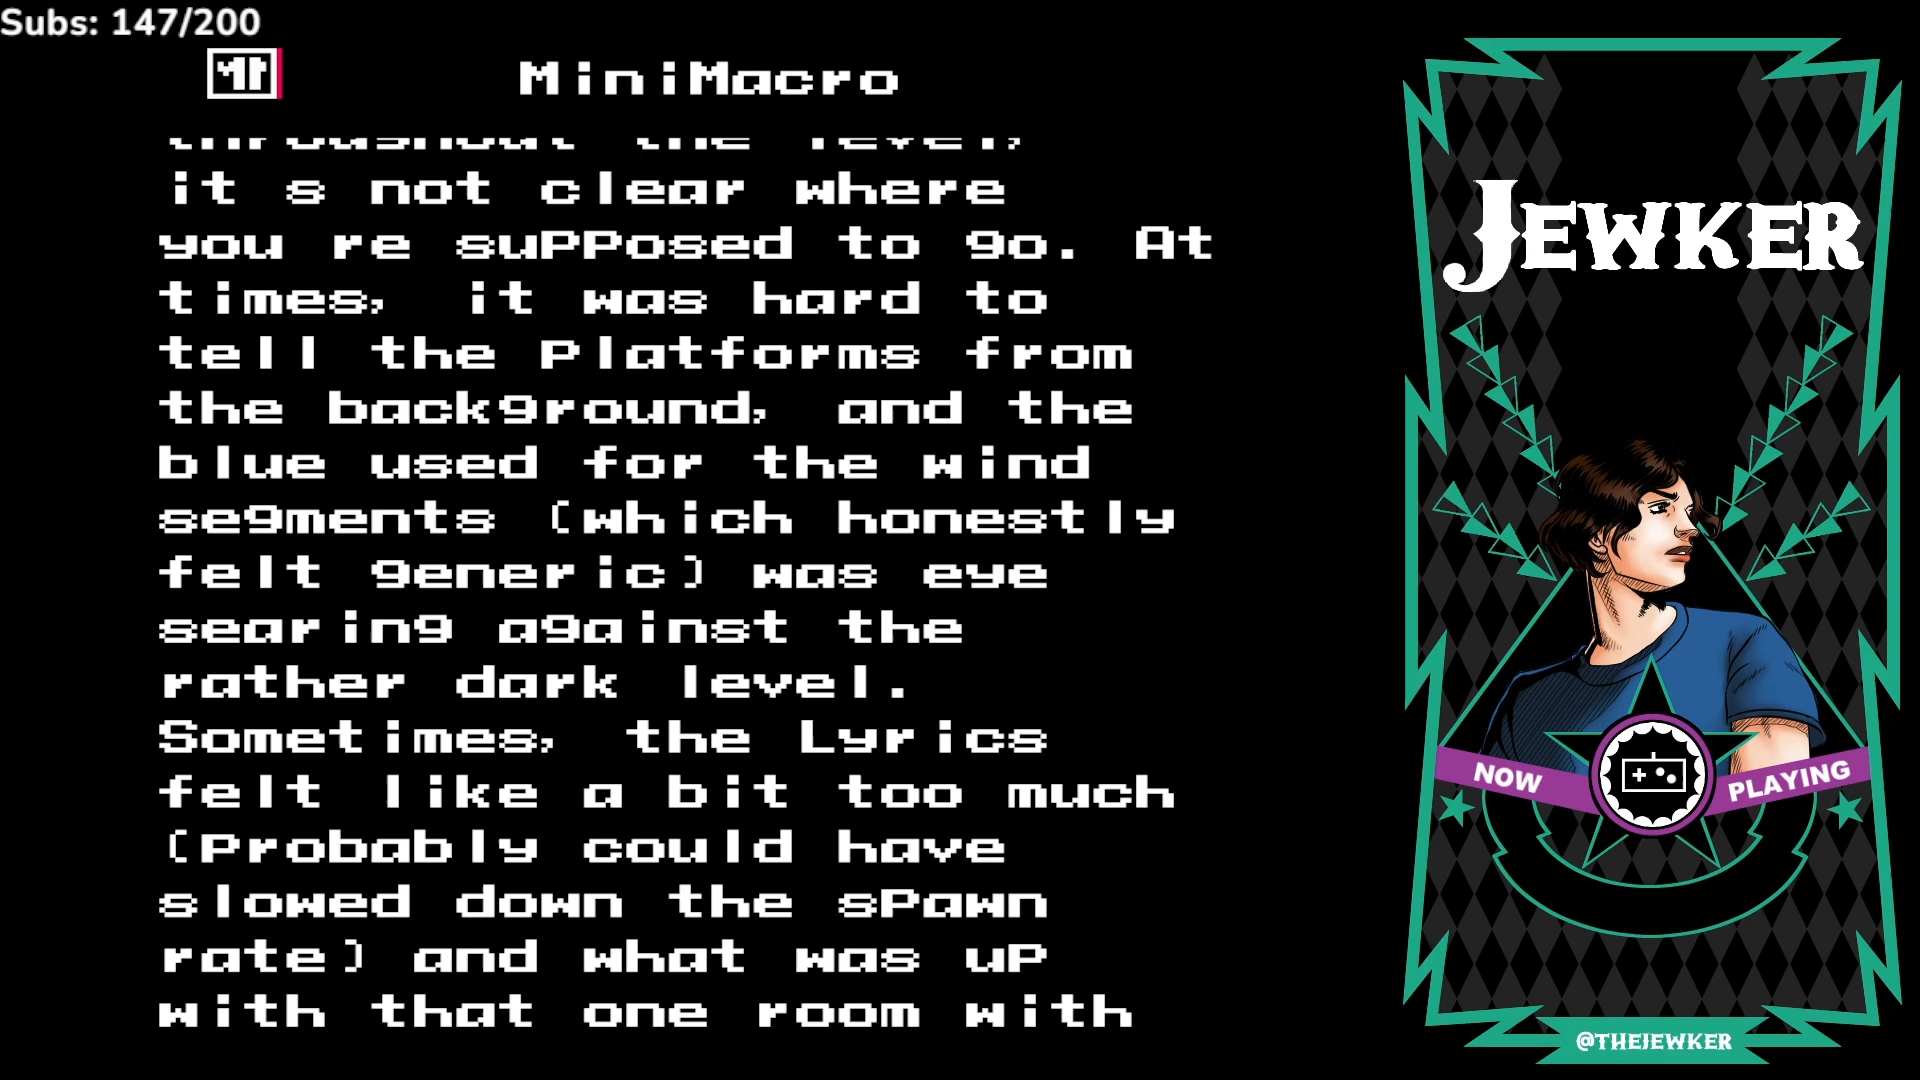 Subs: 147/200
MiniMacro
throughout the level,
it s not clear where
you re supposed to go. At
times, it was hard to
tell the platforms from
the background, and the
blue used for the wind
segments (which honestly
felt generic) was eye
searing against the
rather dark level.
Sometimes, the Lyrics
felt like a bit too much
(probably could have
slowed down the spawn
rate) and what was up
with that one room with
JEWKER
NOW PLAYING
@THEJEWKER